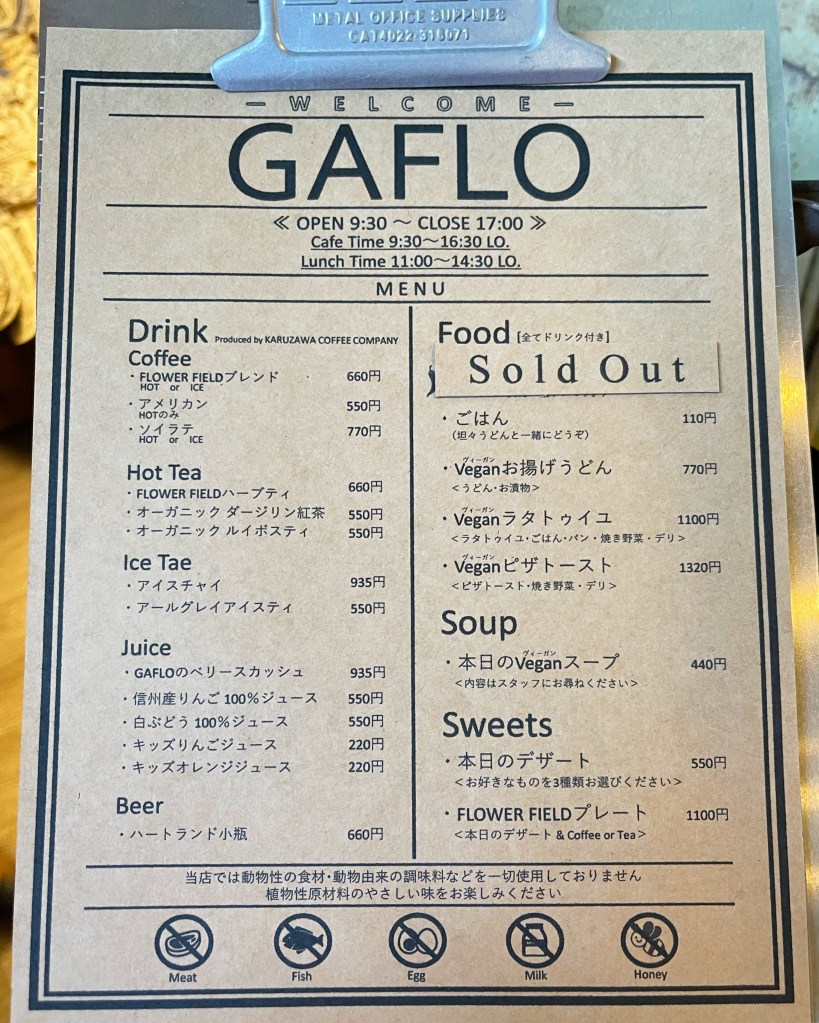 METAL OFFICE SUPPLIES
CA14022-316071
— WELCOME —
GAFLO
≪ OPEN 9:30 〜 CLOSE 17:00 ≫
Cafe Time 9:30〜16:30 LO.
Lunch Time 11:00〜14:30 LO.
MENU
Drink Produced by KARUZAWA COFFEE COMPANY
Coffee
・FLOWER FIELDブレンド 660円
HOT or ICE
・アメリカン 550円
HOTのみ
・ソイラテ 770円
HOT or ICE
Hot Tea
・FLOWER FIELDハーブティ 660円
・オーガニック ダージリン紅茶 550円
・オーガニック ルイボスティ 550円
Ice Tae
・アイスチャイ 935円
・アールグレイアイスティ 550円
Juice
・GAFLOのベリースカッシュ 935円
・信州産りんご 100%ジュース 550円
・白ぶどう 100%ジュース 550円
・キッズりんごジュース 220円
・キッズオレンジジュース 220円
Beer
・ハートランド小瓶 660円
Food [全てドリンク付き]
Sold Out
・ごはん 110円
(坦々うどんと一緒にどうぞ)
ヴィーガン
・Veganお揚げうどん 770円
<うどん・お漬物>
ヴィーガン
・Veganラタトゥイユ 1100円
<ラタトゥイユ・ごはん・パン・焼き野菜・デリ>
ヴィーガン
・Veganピザトースト 1320円
<ピザトースト・焼き野菜・デリ>
Soup
ヴィーガン
・本日のVeganスープ 440円
<内容はスタッフにお尋ねください>
Sweets
・本日のデザート 550円
<お好きなものを3種類お選びください>
・FLOWER FIELDプレート 1100円
<本日のデザート & Coffee or Tea>
当店では動物性の食材・動物由来の調味料などを一切使用しておりません
植物性原材料のやさしい味をお楽しみください
Meat Fish Egg Milk Honey